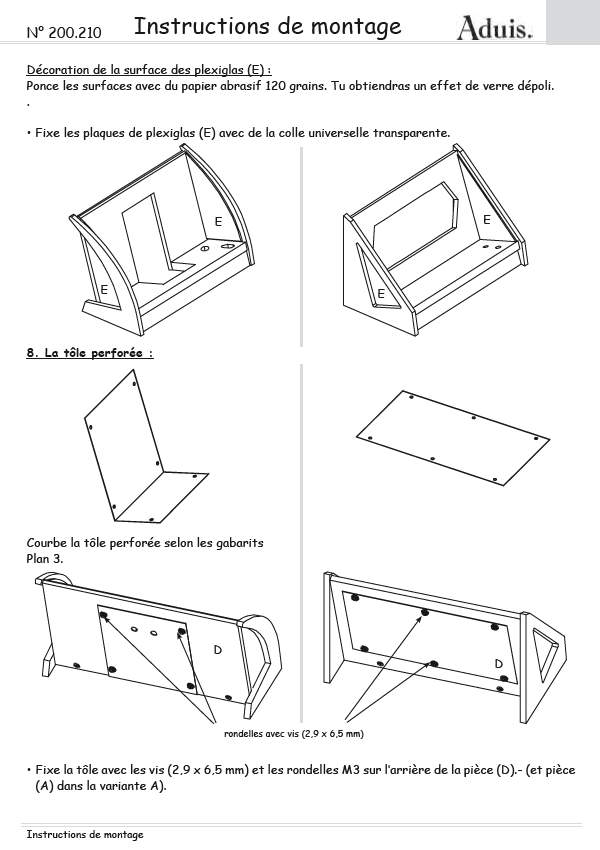 N° 200.210
Instructions de montage
Aduis.
Décoration de la surface des plexiglas (E) :
Ponce les surfaces avec du papier abrasif 120 grains. Tu obtiendras un effet de verre dépoli.
.
• Fixe les plaques de plexiglas (E) avec de la colle universelle transparente.
E
E
E
E
8. La tôle perforée :
Courbe la tôle perforée selon les gabarits
Plan 3.
D
D
rondelles avec vis (2,9 x 6,5 mm)
• Fixe la tôle avec les vis (2,9 x 6,5 mm) et les rondelles M3 sur l'arrière de la pièce (D).- (et pièce
(A) dans la variante A).
Instructions de montage